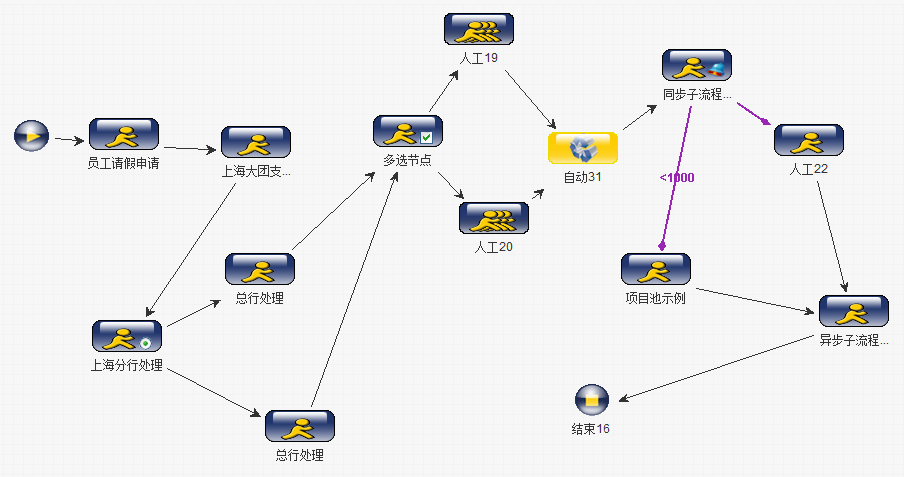 人工19
同步子流程...
员工请假申请
上海大团支...
多选节点
自动31
人工22
<1000
人工20
总行处理
项目池示例
上海分行处理
异步子流程...
结束16
总行处理